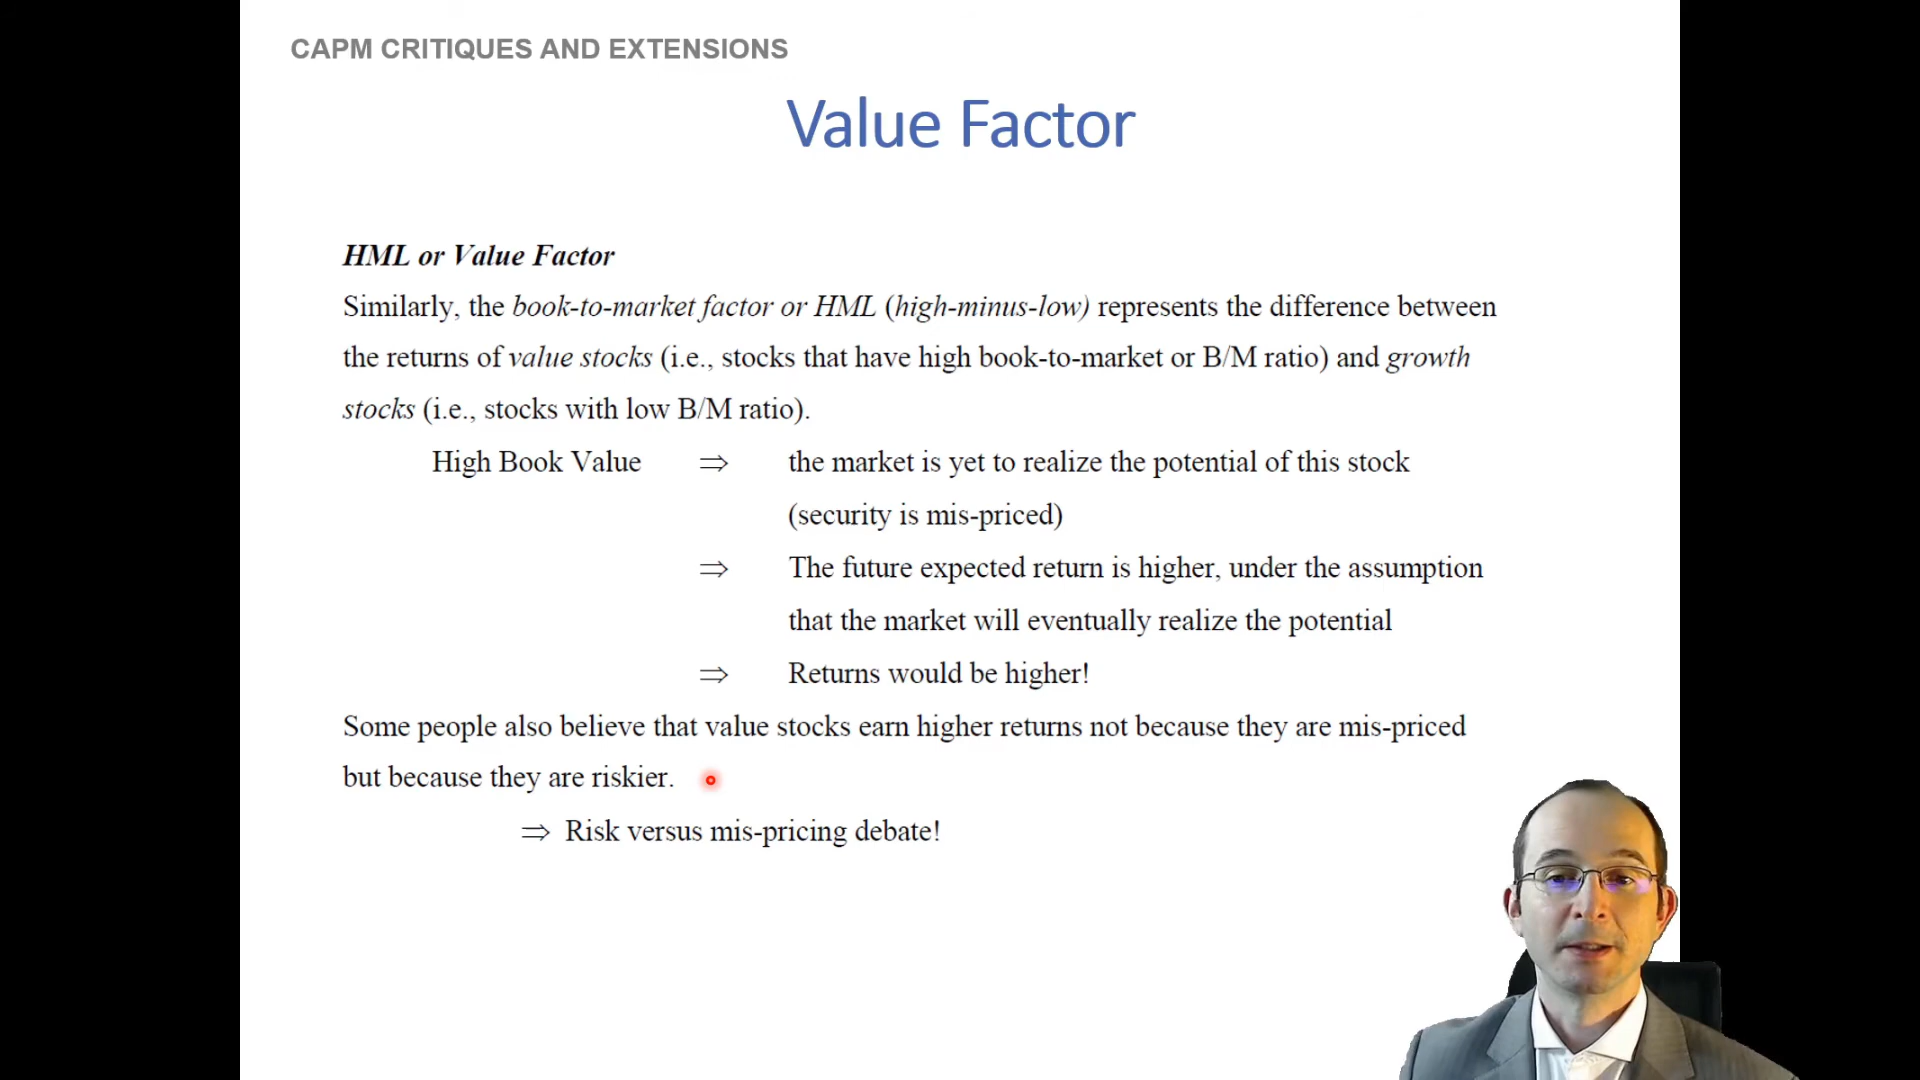 CAPM CRITIQUES AND EXTENSIONS
Value Factor
HML or Value Factor
Similarly, the book-to-market factor or HML (high-minus-low) represents the difference between
the returns of value stocks (i.e., stocks that have high book-to-market or B/M ratio) and growth
stocks (i.e., stocks with low B/M ratio).
High Book Value ⇒ the market is yet to realize the potential of this stock
(security is mis-priced)
⇒ The future expected return is higher, under the assumption
that the market will eventually realize the potential
⇒ Returns would be higher!
Some people also believe that value stocks earn higher returns not because they are mis-priced
but because they are riskier.
⇒ Risk versus mis-pricing debate!